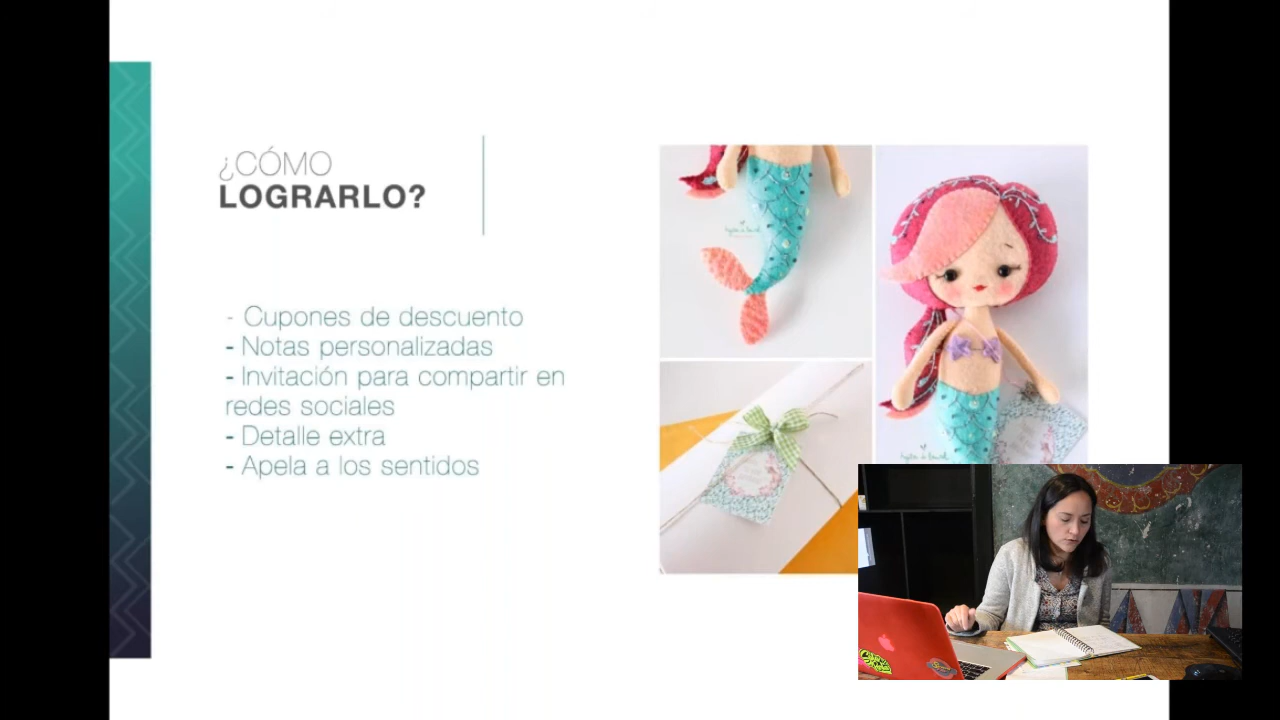 ¿CÓMO
LOGRARLO?
- Cupones de descuento
- Notas personalizadas
- Invitación para compartir en
redes sociales
- Detalle extra
- Apela a los sentidos